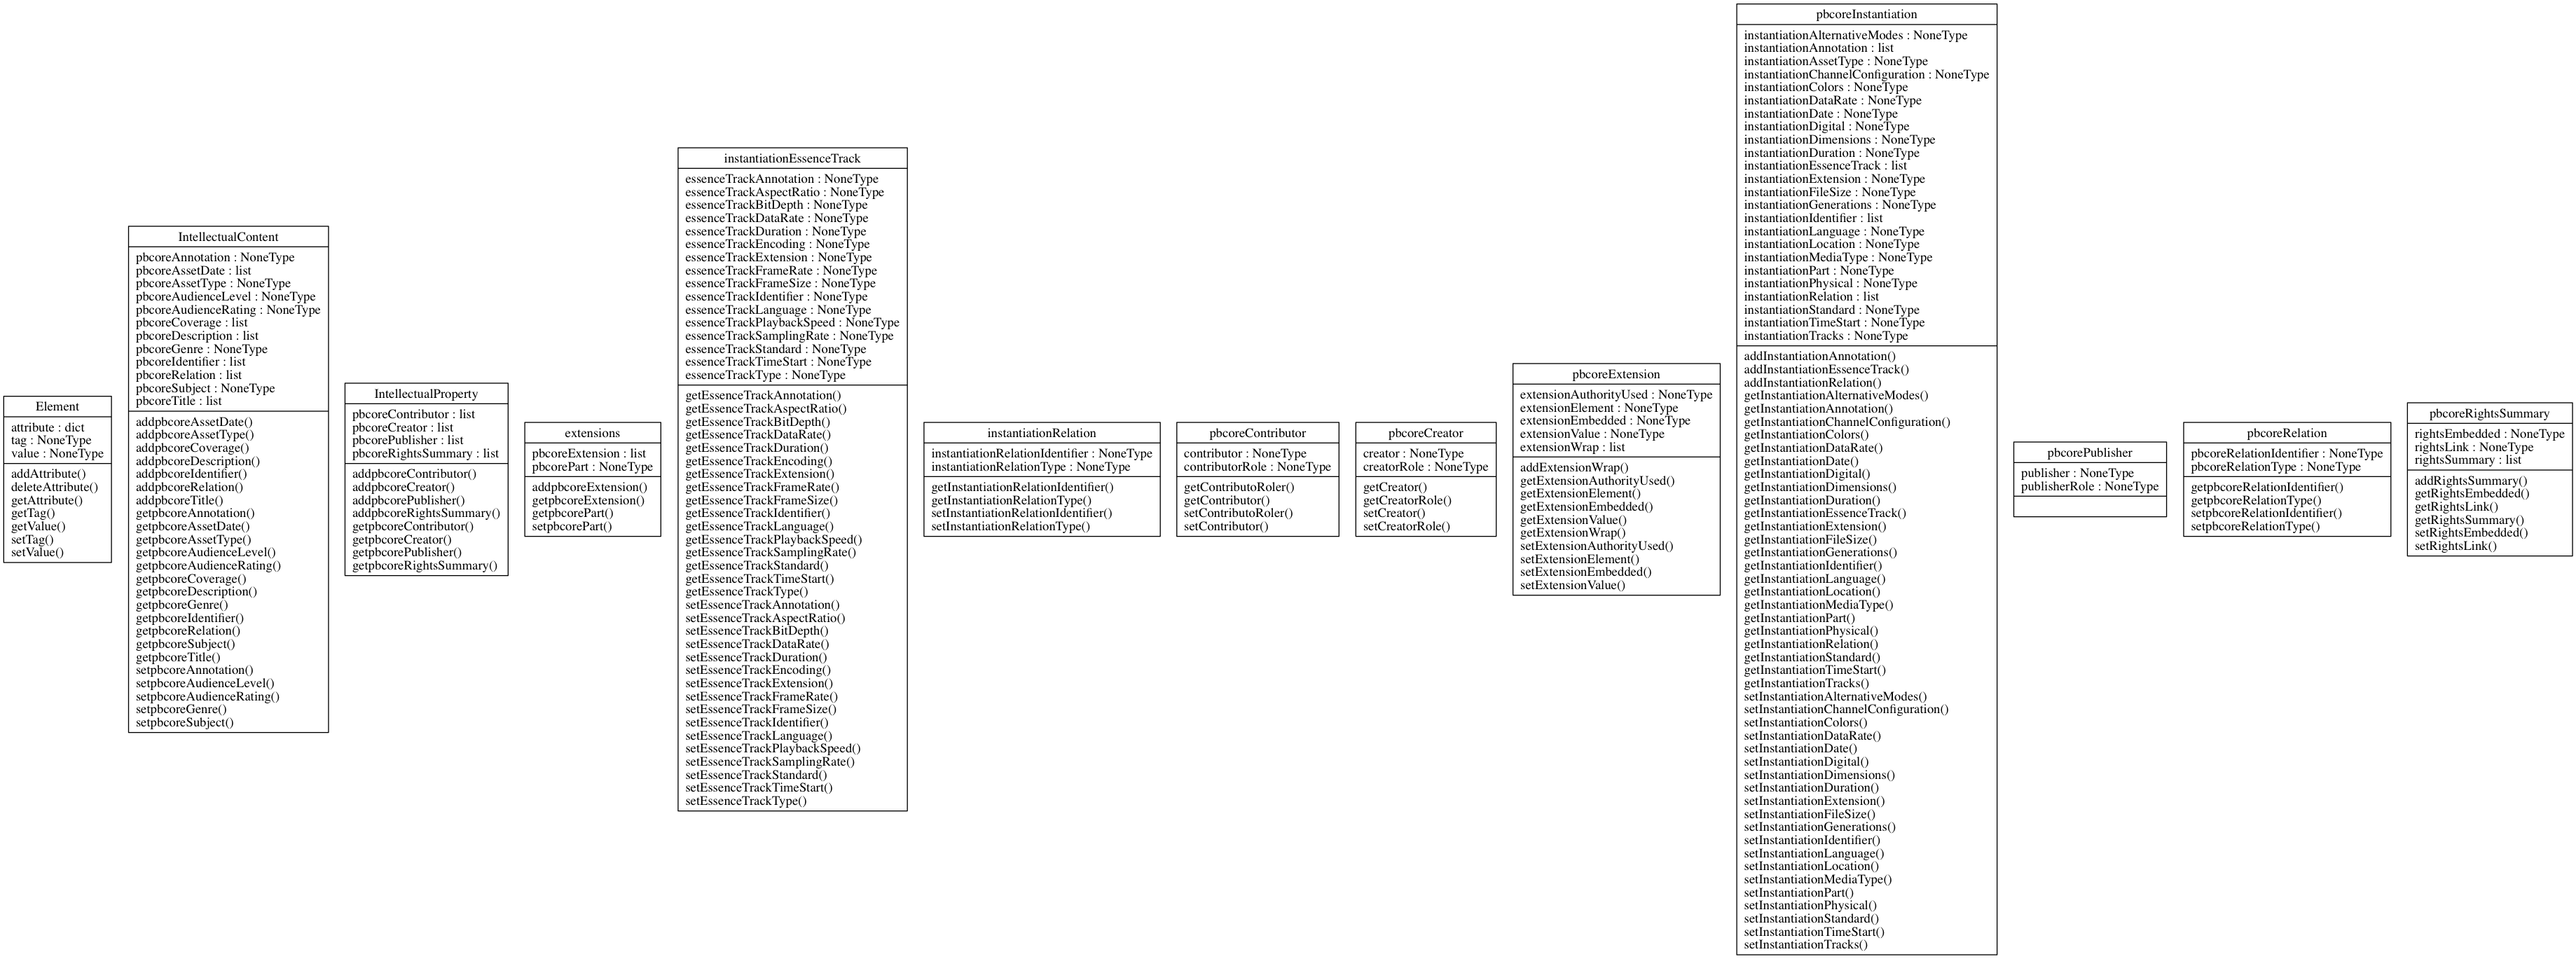 Element
attribute : dict
tag : NoneType
value : NoneType
addAttribute()
deleteAttribute()
getAttribute()
getTag()
getValue()
setTag()
setValue()
IntellectualContent
pbcoreAnnotation : NoneType
pbcoreAssetDate : list
pbcoreAssetType : NoneType
pbcoreAudienceLevel : NoneType
pbcoreAudienceRating : NoneType
pbcoreCoverage : list
pbcoreDescription : list
pbcoreGenre : NoneType
pbcoreIdentifier : list
pbcoreRelation : list
pbcoreSubject : NoneType
pbcoreTitle : list
addpbcoreAssetDate()
addpbcoreAssetType()
addpbcoreCoverage()
addpbcoreDescription()
addpbcoreIdentifier()
addpbcoreRelation()
addpbcoreTitle()
getpbcoreAnnotation()
getpbcoreAssetDate()
getpbcoreAssetType()
getpbcoreAudienceLevel()
getpbcoreAudienceRating()
getpbcoreCoverage()
getpbcoreDescription()
getpbcoreGenre()
getpbcoreIdentifier()
getpbcoreRelation()
getpbcoreSubject()
getpbcoreTitle()
setpbcoreAnnotation()
setpbcoreAudienceLevel()
setpbcoreAudienceRating()
setpbcoreGenre()
setpbcoreSubject()
IntellectualProperty
pbcoreContributor : list
pbcoreCreator : list
pbcorePublisher : list
pbcoreRightsSummary : list
addpbcoreContributor()
addpbcoreCreator()
addpbcorePublisher()
addpbcoreRightsSummary()
getpbcoreContributor()
getpbcoreCreator()
getpbcorePublisher()
getpbcoreRightsSummary()
extensions
pbcoreExtension : list
pbcorePart : NoneType
addpbcoreExtension()
getpbcoreExtension()
getpbcorePart()
setpbcorePart()
instantiationEssenceTrack
essenceTrackAnnotation : NoneType
essenceTrackAspectRatio : NoneType
essenceTrackBitDepth : NoneType
essenceTrackDataRate : NoneType
essenceTrackDuration : NoneType
essenceTrackEncoding : NoneType
essenceTrackExtension : NoneType
essenceTrackFrameRate : NoneType
essenceTrackFrameSize : NoneType
essenceTrackIdentifier : NoneType
essenceTrackLanguage : NoneType
essenceTrackPlaybackSpeed : NoneType
essenceTrackSamplingRate : NoneType
essenceTrackStandard : NoneType
essenceTrackTimeStart : NoneType
essenceTrackType : NoneType
getEssenceTrackAnnotation()
getEssenceTrackAspectRatio()
getEssenceTrackBitDepth()
getEssenceTrackDataRate()
getEssenceTrackDuration()
getEssenceTrackEncoding()
getEssenceTrackExtension()
getEssenceTrackFrameRate()
getEssenceTrackFrameSize()
getEssenceTrackIdentifier()
getEssenceTrackLanguage()
getEssenceTrackPlaybackSpeed()
getEssenceTrackSamplingRate()
getEssenceTrackStandard()
getEssenceTrackTimeStart()
getEssenceTrackType()
setEssenceTrackAnnotation()
setEssenceTrackAspectRatio()
setEssenceTrackBitDepth()
setEssenceTrackDataRate()
setEssenceTrackDuration()
setEssenceTrackEncoding()
setEssenceTrackExtension()
setEssenceTrackFrameRate()
setEssenceTrackFrameSize()
setEssenceTrackIdentifier()
setEssenceTrackLanguage()
setEssenceTrackPlaybackSpeed()
setEssenceTrackSamplingRate()
setEssenceTrackStandard()
setEssenceTrackTimeStart()
setEssenceTrackType()
instantiationRelation
instantiationRelationIdentifier : NoneType
instantiationRelationType : NoneType
getInstantiationRelationIdentifier()
getInstantiationRelationType()
setInstantiationRelationIdentifier()
setInstantiationRelationType()
pbcoreContributor
contributor : NoneType
contributorRole : NoneType
getContributoRoler()
getContributor()
setContributoRoler()
setContributor()
pbcoreCreator
creator : NoneType
creatorRole : NoneType
getCreator()
getCreatorRole()
setCreator()
setCreatorRole()
pbcoreExtension
extensionAuthorityUsed : NoneType
extensionElement : NoneType
extensionEmbedded : NoneType
extensionValue : NoneType
extensionWrap : list
addExtensionWrap()
getExtensionAuthorityUsed()
getExtensionElement()
getExtensionEmbedded()
getExtensionValue()
getExtensionWrap()
setExtensionAuthorityUsed()
setExtensionElement()
setExtensionEmbedded()
setExtensionValue()
pbcoreInstantiation
instantiationAlternativeModes : NoneType
instantiationAnnotation : list
instantiationAssetType : NoneType
instantiationChannelConfiguration : NoneType
instantiationColors : NoneType
instantiationDataRate : NoneType
instantiationDate : NoneType
instantiationDigital : NoneType
instantiationDimensions : NoneType
instantiationDuration : NoneType
instantiationEssenceTrack : list
instantiationExtension : NoneType
instantiationFileSize : NoneType
instantiationGenerations : NoneType
instantiationIdentifier : list
instantiationLanguage : NoneType
instantiationLocation : NoneType
instantiationMediaType : NoneType
instantiationPart : NoneType
instantiationPhysical : NoneType
instantiationRelation : list
instantiationStandard : NoneType
instantiationTimeStart : NoneType
instantiationTracks : NoneType
addInstantiationAnnotation()
addInstantiationEssenceTrack()
addInstantiationRelation()
getInstantiationAlternativeModes()
getInstantiationAnnotation()
getInstantiationChannelConfiguration()
getInstantiationColors()
getInstantiationDataRate()
getInstantiationDate()
getInstantiationDigital()
getInstantiationDimensions()
getInstantiationDuration()
getInstantiationEssenceTrack()
getInstantiationExtension()
getInstantiationFileSize()
getInstantiationGenerations()
getInstantiationIdentifier()
getInstantiationLanguage()
getInstantiationLocation()
getInstantiationMediaType()
getInstantiationPart()
getInstantiationPhysical()
getInstantiationRelation()
getInstantiationStandard()
getInstantiationTimeStart()
getInstantiationTracks()
setInstantiationAlternativeModes()
setInstantiationChannelConfiguration()
setInstantiationColors()
setInstantiationDataRate()
setInstantiationDate()
setInstantiationDigital()
setInstantiationDimensions()
setInstantiationDuration()
setInstantiationExtension()
setInstantiationFileSize()
setInstantiationGenerations()
setInstantiationIdentifier()
setInstantiationLanguage()
setInstantiationLocation()
setInstantiationMediaType()
setInstantiationPart()
setInstantiationPhysical()
setInstantiationStandard()
setInstantiationTimeStart()
setInstantiationTracks()
pbcorePublisher
publisher : NoneType
publisherRole : NoneType
pbcoreRelation
pbcoreRelationIdentifier : NoneType
pbcoreRelationType : NoneType
getpbcoreRelationIdentifier()
getpbcoreRelationType()
setpbcoreRelationIdentifier()
setpbcoreRelationType()
pbcoreRightsSummary
rightsEmbedded : NoneType
rightsLink : NoneType
rightsSummary : list
addRightsSummary()
getRightsEmbedded()
getRightsLink()
getRightsSummary()
setRightsEmbedded()
setRightsLink()